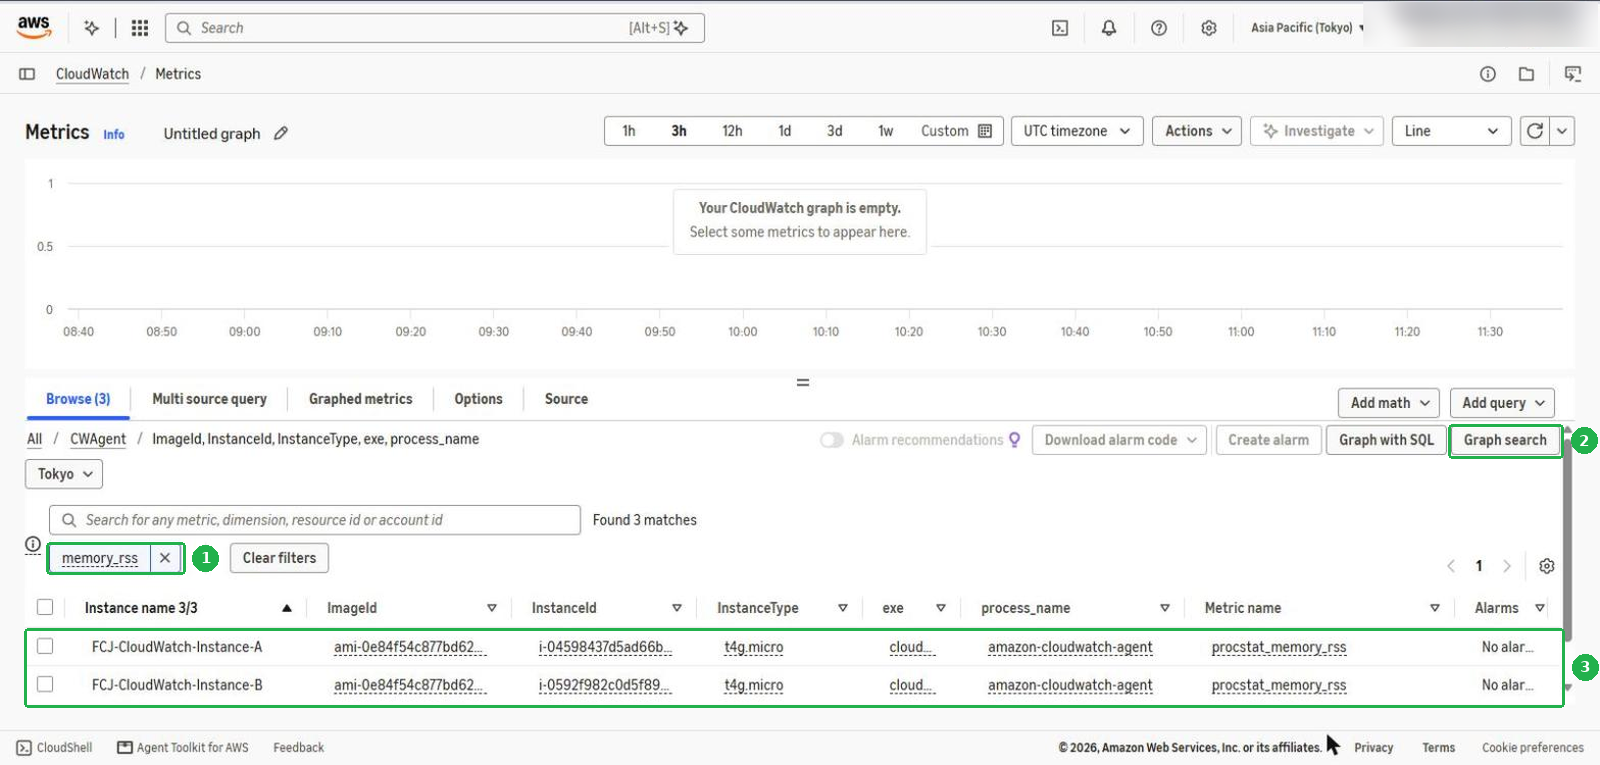 aws
Search [Alt+S]
Asia Pacific (Tokyo)
CloudWatch / Metrics
Metrics Info Untitled graph
1h 3h 12h 1d 3d 1w Custom UTC timezone Actions Investigate Line
1
0.5
0
Your CloudWatch graph is empty.
Select some metrics to appear here.
08:40 08:50 09:00 09:10 09:20 09:30 09:40 09:50 10:00 10:10 10:20 10:30 10:40 10:50 11:00 11:10 11:20 11:30
Browse (3) Multi source query Graphed metrics Options Source Add math Add query
All / CWAgent / ImageId, InstanceId, InstanceType, exe, process_name
Alarm recommendations Download alarm code Create alarm Graph with SQL Graph search 2
Tokyo
Search for any metric, dimension, resource id or account id Found 3 matches
memory_rss 1 Clear filters
1
Instance name 3/3 ImageId InstanceId InstanceType exe process_name Metric name Alarms
FCJ-CloudWatch-Instance-A ami-0e84f54c877bd62... i-04598437d5ad66b... t4g.micro cloud... amazon-cloudwatch-agent procstat_memory_rss No alar...
3
FCJ-CloudWatch-Instance-B ami-0e84f54c877bd62... i-0592f982c0d5f89... t4g.micro cloud... amazon-cloudwatch-agent procstat_memory_rss No alar...
CloudShell Agent Toolkit for AWS Feedback © 2026, Amazon Web Services, Inc. or its affiliates. Privacy Terms Cookie preferences